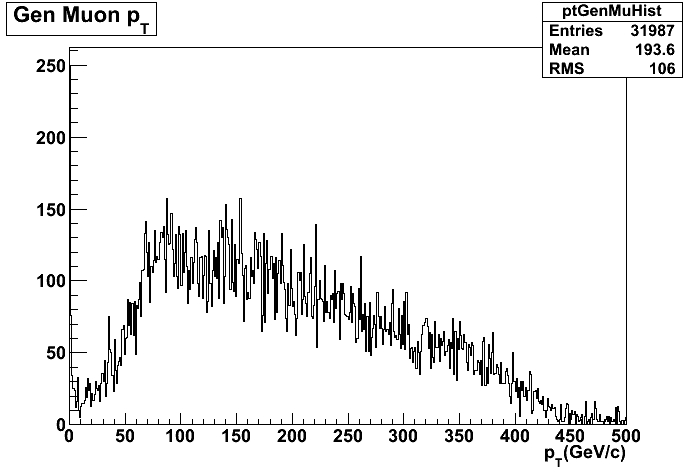 Gen Muon p_T
ptGenMuHist
Entries 31987
Mean 193.6
RMS 106
250
200
150
100
50
0
0 50 100 150 200 250 300 350 400 450 500
p_T(GeV/c)